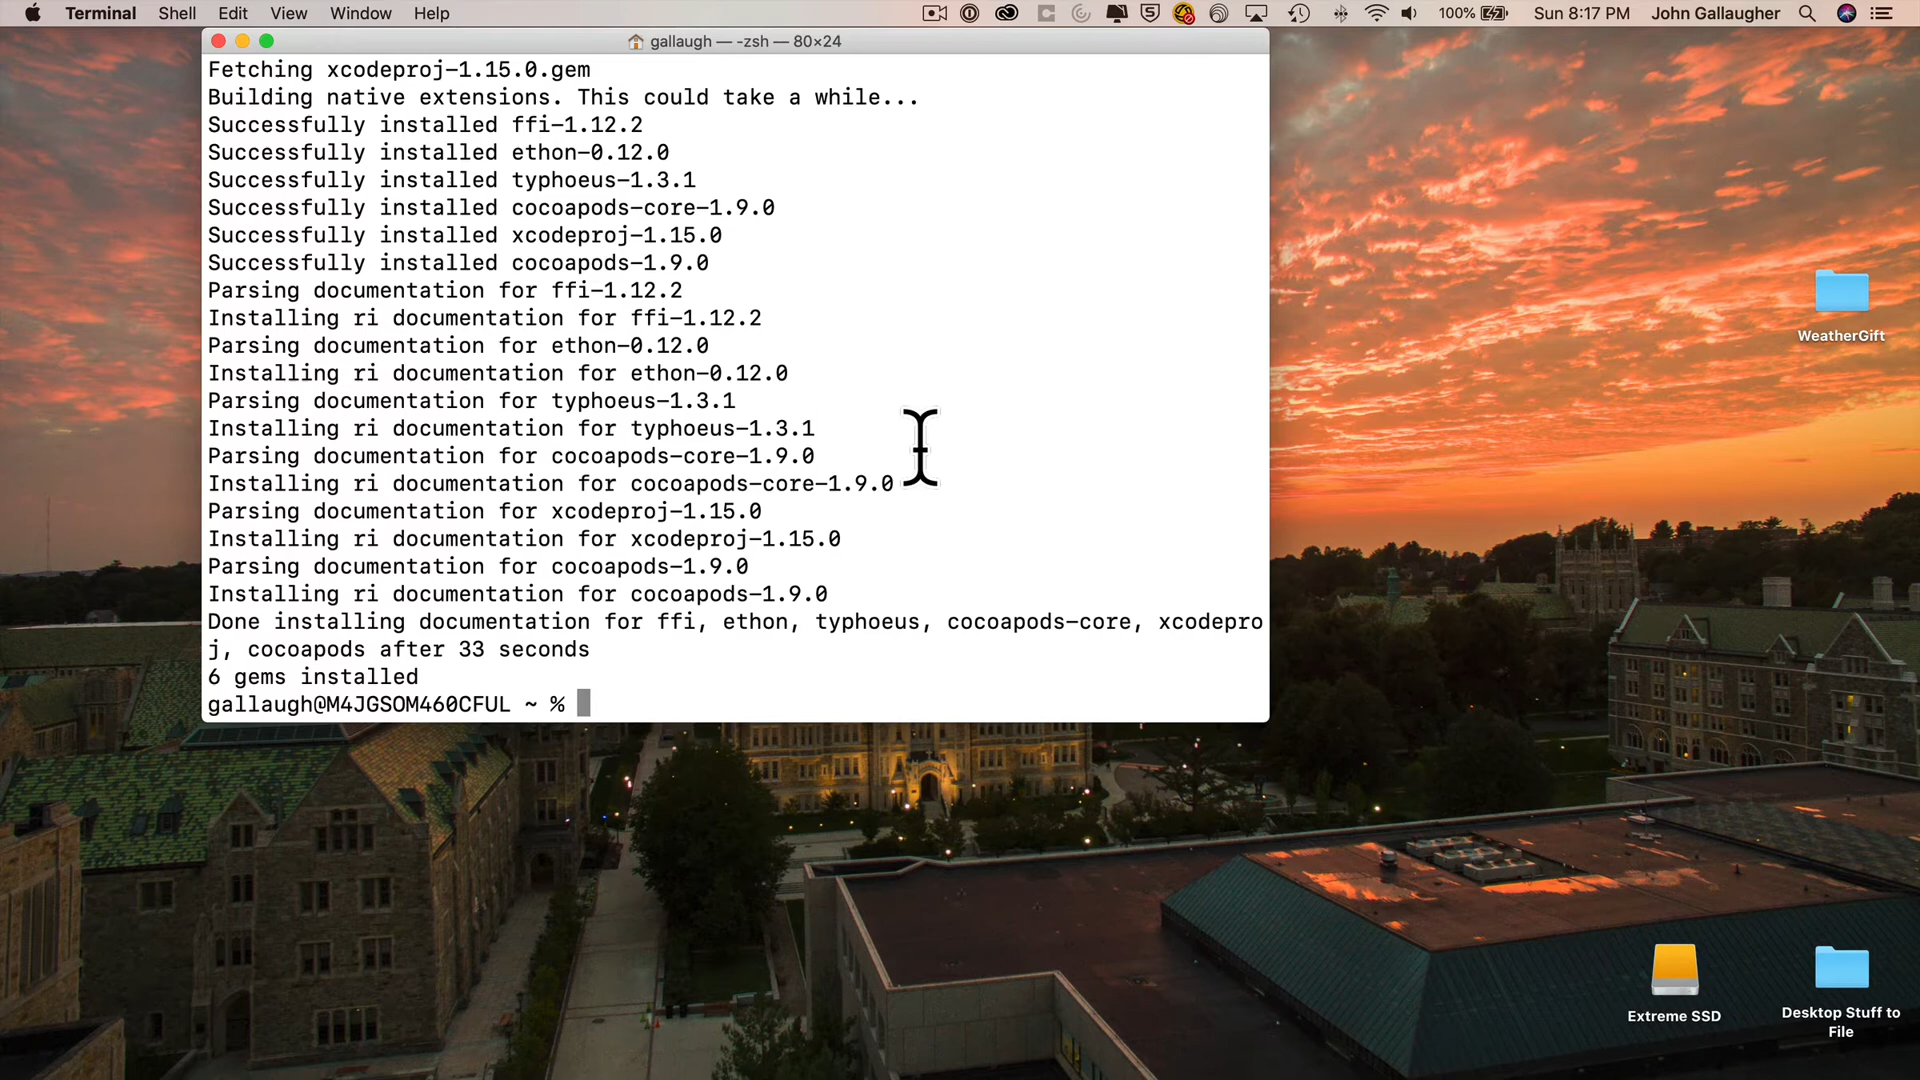 Terminal Shell Edit View Window Help
100% Sun 8:17 PM John Gallaugher
gallaugh — -zsh — 80×24
Fetching xcodeproj-1.15.0.gem
Building native extensions. This could take a while...
Successfully installed ffi-1.12.2
Successfully installed ethon-0.12.0
Successfully installed typhoeus-1.3.1
Successfully installed cocoapods-core-1.9.0
Successfully installed xcodeproj-1.15.0
Successfully installed cocoapods-1.9.0
Parsing documentation for ffi-1.12.2
Installing ri documentation for ffi-1.12.2
Parsing documentation for ethon-0.12.0
Installing ri documentation for ethon-0.12.0
Parsing documentation for typhoeus-1.3.1
Installing ri documentation for typhoeus-1.3.1
Parsing documentation for cocoapods-core-1.9.0
Installing ri documentation for cocoapods-core-1.9.0
Parsing documentation for xcodeproj-1.15.0
Installing ri documentation for xcodeproj-1.15.0
Parsing documentation for cocoapods-1.9.0
Installing ri documentation for cocoapods-1.9.0
Done installing documentation for ffi, ethon, typhoeus, cocoapods-core, xcodepro
j, cocoapods after 33 seconds
6 gems installed
gallaugh@M4JGSOM460CFUL ~ %
WeatherGift
Extreme SSD
Desktop Stuff to
File